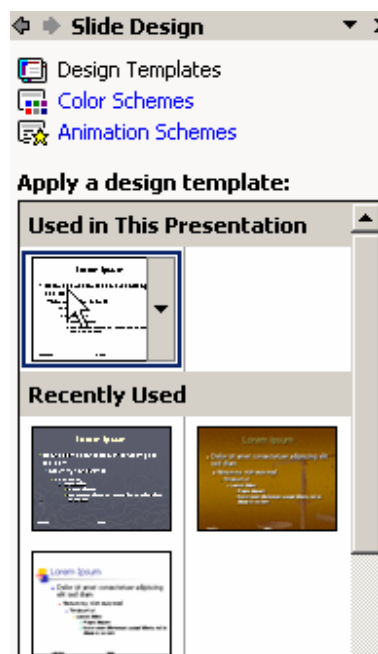 Slide Design
Design Templates
Color Schemes
Animation Schemes
Apply a design template:
Used in This Presentation
Lorem Ipsum
Recently Used
Lorem Ipsum
Lorem Ipsum
Lorem Ipsum